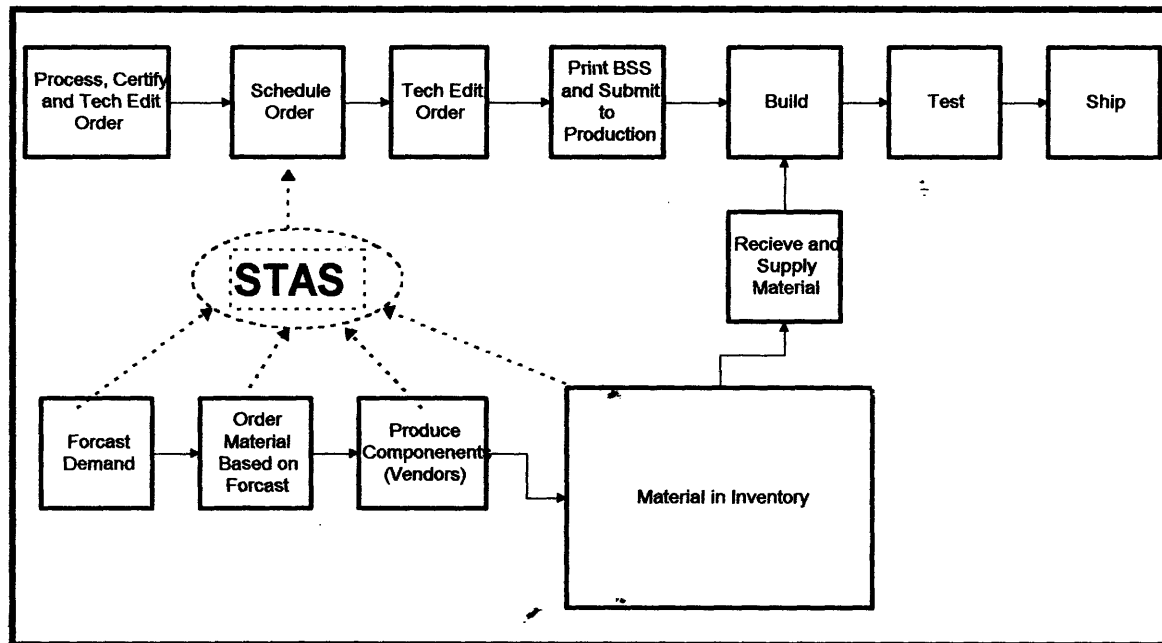 Process, Certify
and Tech Edit
Order
Schedule
Order
Tech Edit
Order
Print BSS
and Submit
to
Production
Build
Test
Ship
Recieve and
Supply
Material
STAS
Forcast
Demand
Order
Material
Based on
Forcast
Produce
Componenents
(Vendors)
Material in Inventory